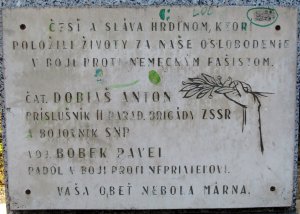 ČESŤ A SLÁVA HRDINOM, KTORÍ
POLOŽILI ŽIVOTY ZA NAŠE OSLOBODENIE
V BOJI PROTI NEMECKÝM FAŠISTOM.
ČAT. DOBIÁŠ ANTON
PRÍSLUŠNÍK II PARAD. BRIGÁDY ZSSR
A BOJOVNÍK SNP
VOJ. BOBEK PAVEL
PADOL V BOJI PROTI NEPRIATEĽOVI.
VAŠA OBEŤ NEBOLA MÁRNA.